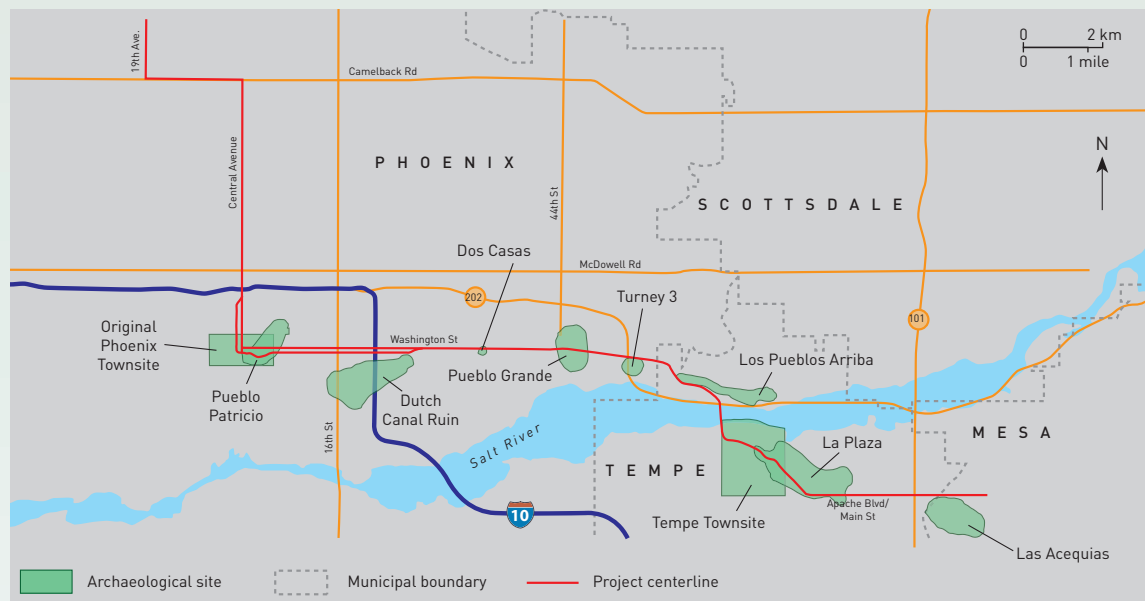 19th Ave.
Camelback Rd
0 2 km
0 1 mile
N
PHOENIX
Central Avenue
44th St
SCOTTSDALE
Dos Casas
McDowell Rd
202
Turney 3
101
Original
Phoenix
Townsite
Washington St
Pueblo Grande
Los Pueblos Arriba
Pueblo
Patricio
Dutch
Canal Ruin
16th St
Salt River
MESA
La Plaza
TEMPE
10
Tempe Townsite
Apache Blvd/
Main St
Las Acequias
Archaeological site
Municipal boundary
Project centerline